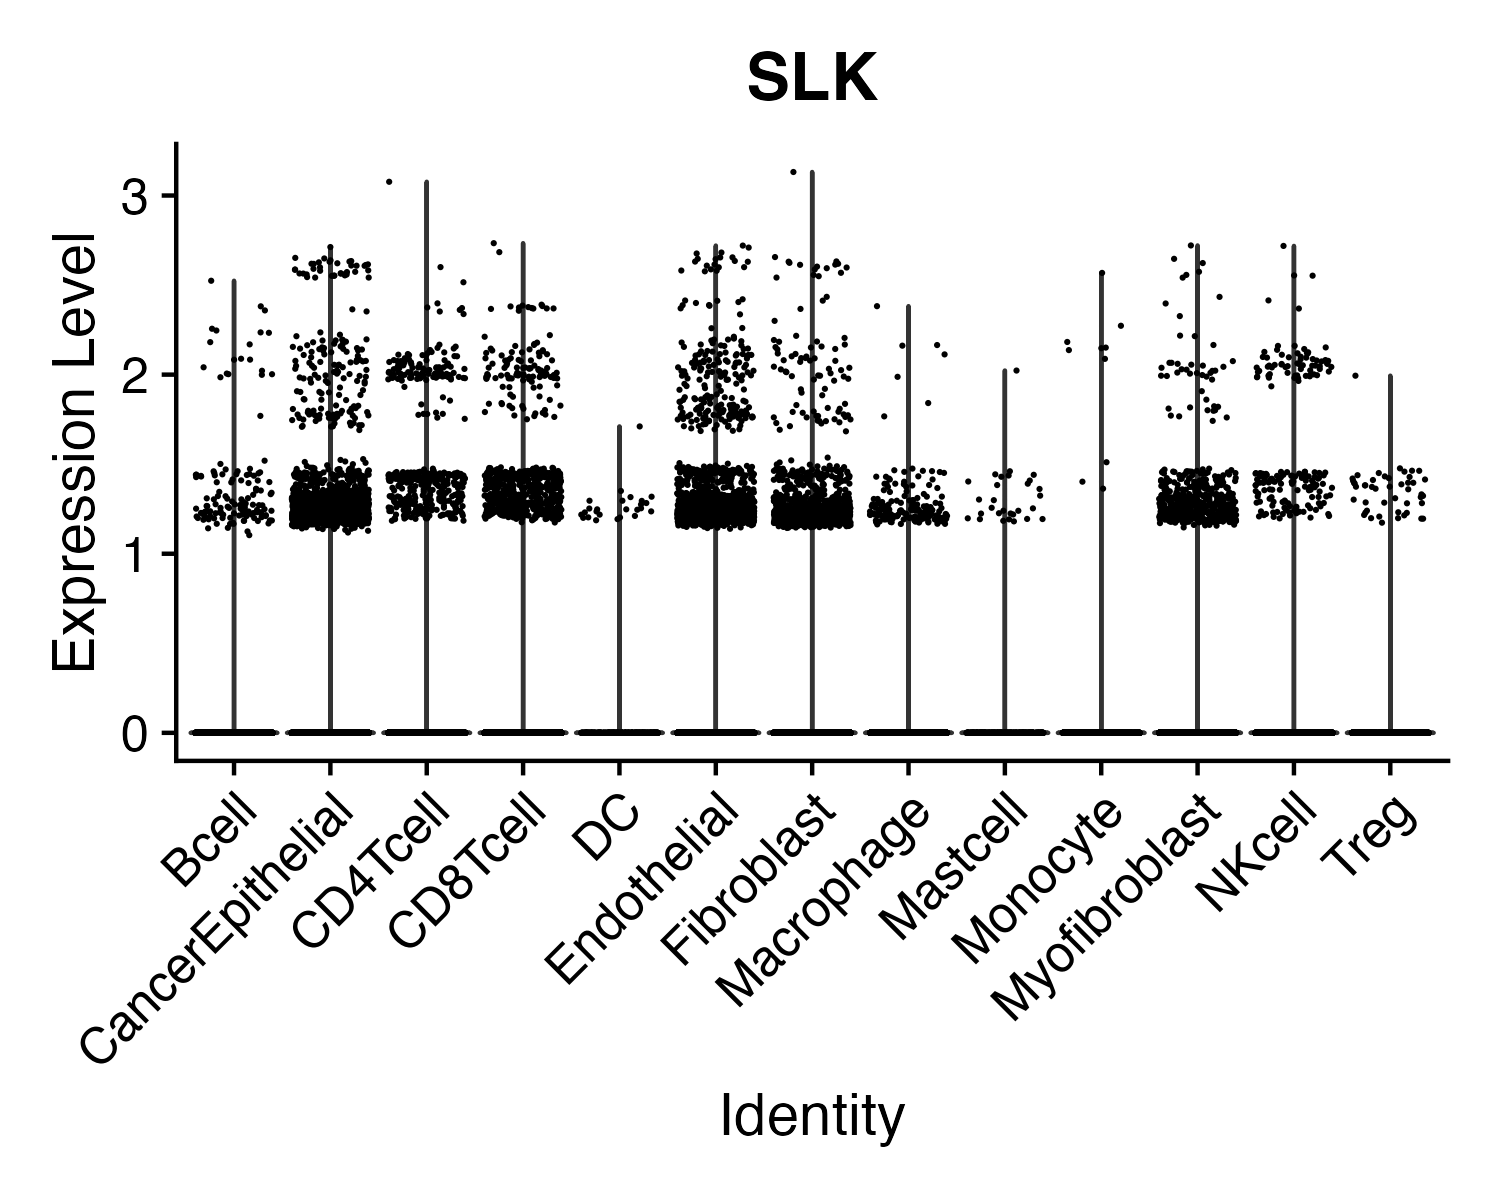 SLK
Expression Level
3
2
1
0
Bcell
CancerEpithelial
CD4Tcell
CD8Tcell
DC
Endothelial
Fibroblast
Macrophage
Mastcell
Monocyte
Myofibroblast
NKcell
Treg
Identity